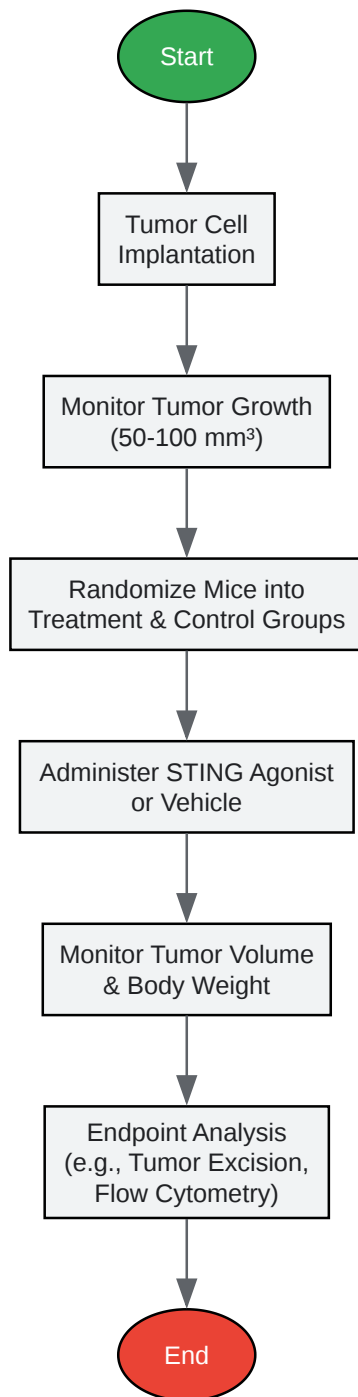 Start
Tumor Cell
Implantation
Monitor Tumor Growth
(50-100 mm³)
Randomize Mice into
Treatment & Control Groups
Administer STING Agonist
or Vehicle
Monitor Tumor Volume
& Body Weight
Endpoint Analysis
(e.g., Tumor Excision,
Flow Cytometry)
End